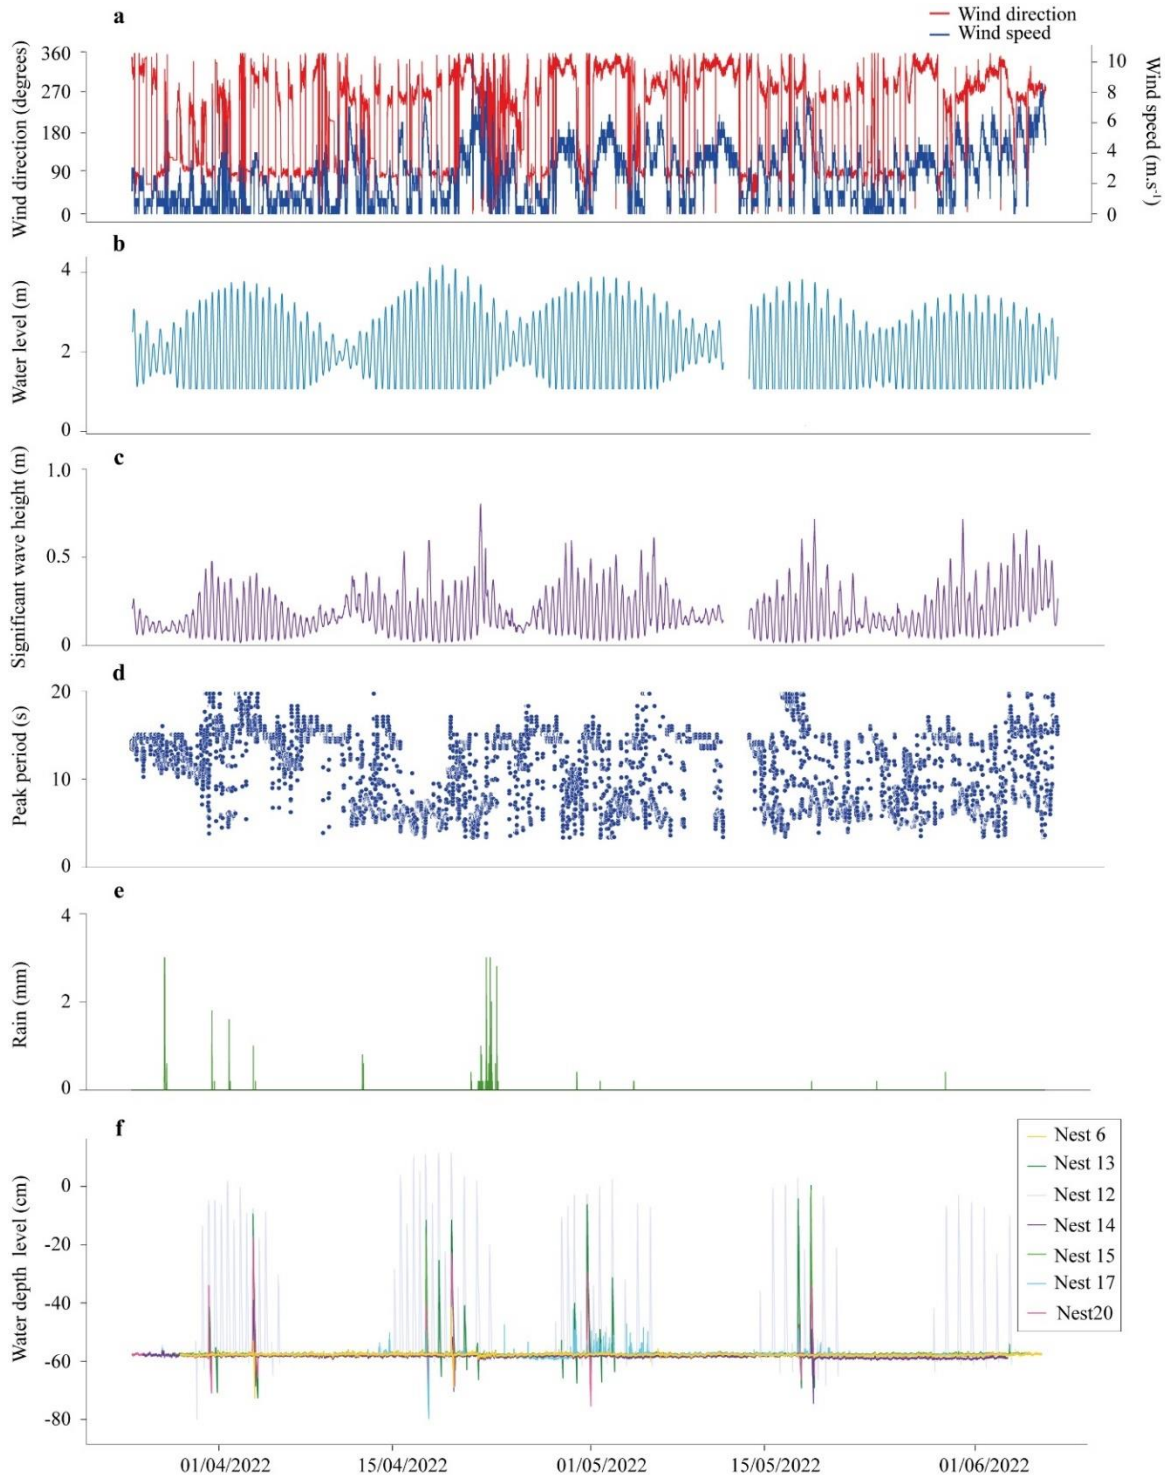 a
Wind direction
Wind speed
Wind direction (degrees)
360
270
180
90
0
10
8
6
4
2
0
Wind speed (m.s⁻¹)
b
Water level (m)
4
2
0
c
Significant wave height (m)
1.0
0.5
0
d
Peak period (s)
20
10
0
e
Rain (mm)
4
2
0
f
Water depth level (cm)
0
-20
-40
-60
-80
Nest 6
Nest 13
Nest 12
Nest 14
Nest 15
Nest 17
Nest20
01/04/2022 15/04/2022 01/05/2022 15/05/2022 01/06/2022